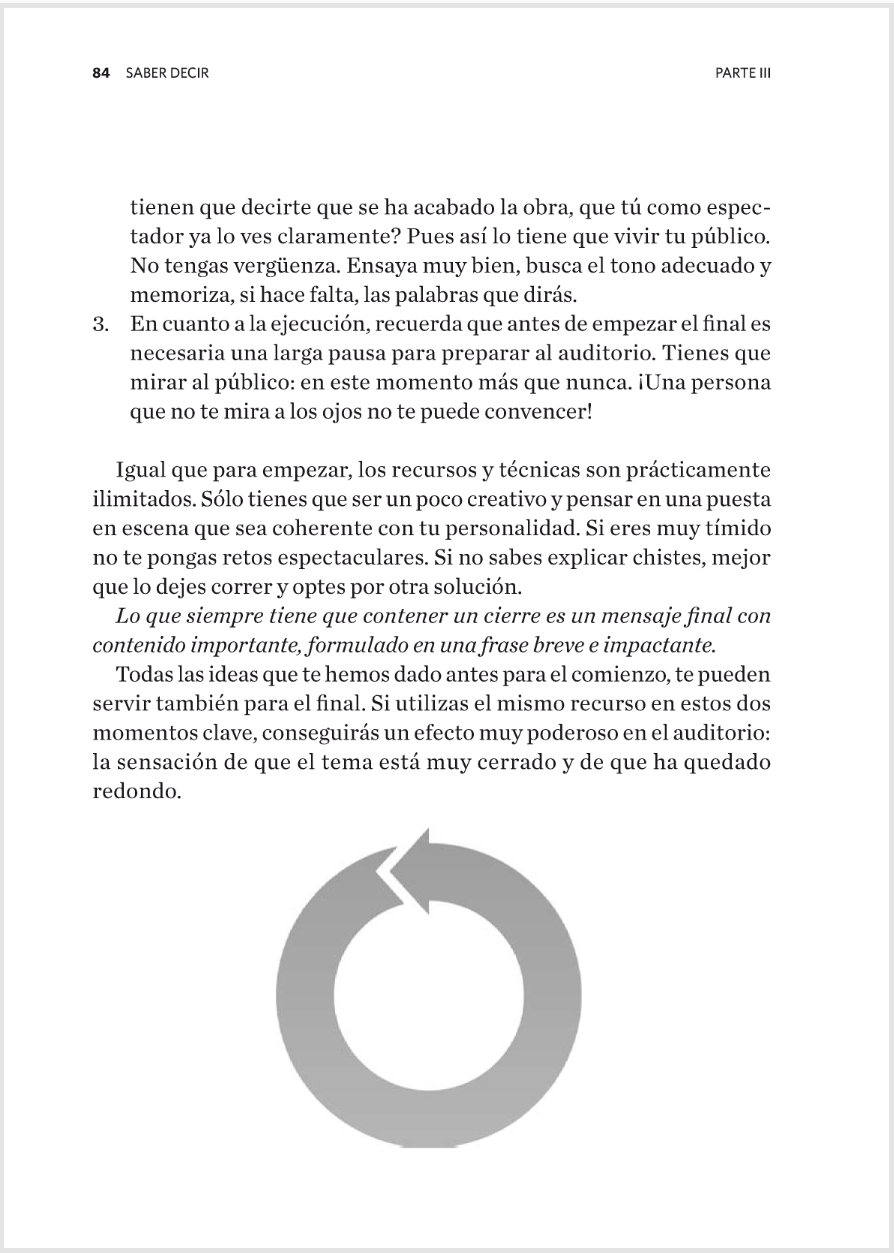 84 SABER DECIR PARTE III
tienen que decirte que se ha acabado la obra, que tú como espec-
tador ya lo ves claramente? Pues así lo tiene que vivir tu público.
No tengas vergüenza. Ensaya muy bien, busca el tono adecuado y
memoriza, si hace falta, las palabras que dirás.
3. En cuanto a la ejecución, recuerda que antes de empezar el final es
necesaria una larga pausa para preparar al auditorio. Tienes que
mirar al público: en este momento más que nunca. ¡Una persona
que no te mira a los ojos no te puede convencer!
Igual que para empezar, los recursos y técnicas son prácticamente
ilimitados. Sólo tienes que ser un poco creativo y pensar en una puesta
en escena que sea coherente con tu personalidad. Si eres muy tímido
no te pongas retos espectaculares. Si no sabes explicar chistes, mejor
que lo dejes correr y optes por otra solución.
Lo que siempre tiene que contener un cierre es un mensaje final con
contenido importante, formulado en una frase breve e impactante.
Todas las ideas que te hemos dado antes para el comienzo, te pueden
servir también para el final. Si utilizas el mismo recurso en estos dos
momentos clave, conseguirás un efecto muy poderoso en el auditorio:
la sensación de que el tema está muy cerrado y de que ha quedado
redondo.